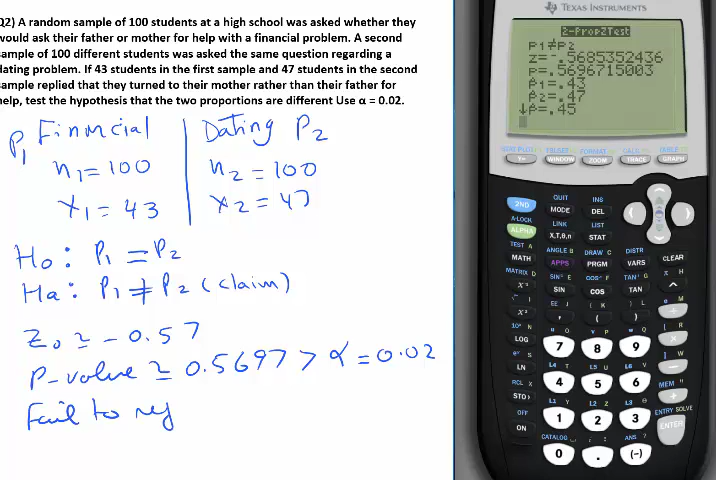 Q2) A random sample of 100 students at a high school was asked whether they
would ask their father or mother for help with a financial problem. A second
sample of 100 different students was asked the same question regarding a
dating problem. If 43 students in the first sample and 47 students in the second
sample replied that they turned to their mother rather than their father for
help, test the hypothesis that the two proportions are different Use α = 0.02.
P1 Financial
n1 = 100
X1 = 43
Dating P2
n2 = 100
X2 = 47
Ho: P1 = P2
Ha: P1 ≠ P2 (claim)
Z0 ≃ - 0.57
P-value ≃ 0.5697 > α = 0.02
Fail to rej
TEXAS INSTRUMENTS
2-PropZTest
P1≠P2
z=-.5685352436
p=.5696715003
p̂1=.43
p̂2=.47
↓p̂=.45
STAT PLOT TBLSET FORMAT CALC TABLE
Y= WINDOW ZOOM TRACE GRAPH
QUIT INS
2ND MODE DEL
A-LOCK LINK LIST
ALPHA X,T,θ,n STAT
TEST A ANGLE B DRAW C DISTR
MATH APPS PRGM VARS CLEAR
MATRIX D SIN⁻¹ E COS⁻¹ F TAN⁻¹ G π H
SIN COS TAN ^
EE J ( K ) L
x² , ( ) ÷
LOG 7 8 9 ×
LN 4 5 6 −
RCL X
STO 1 2 3 +
OFF CATALOG ANS ENTRY SOLVE
ON 0 . (-) ENTER